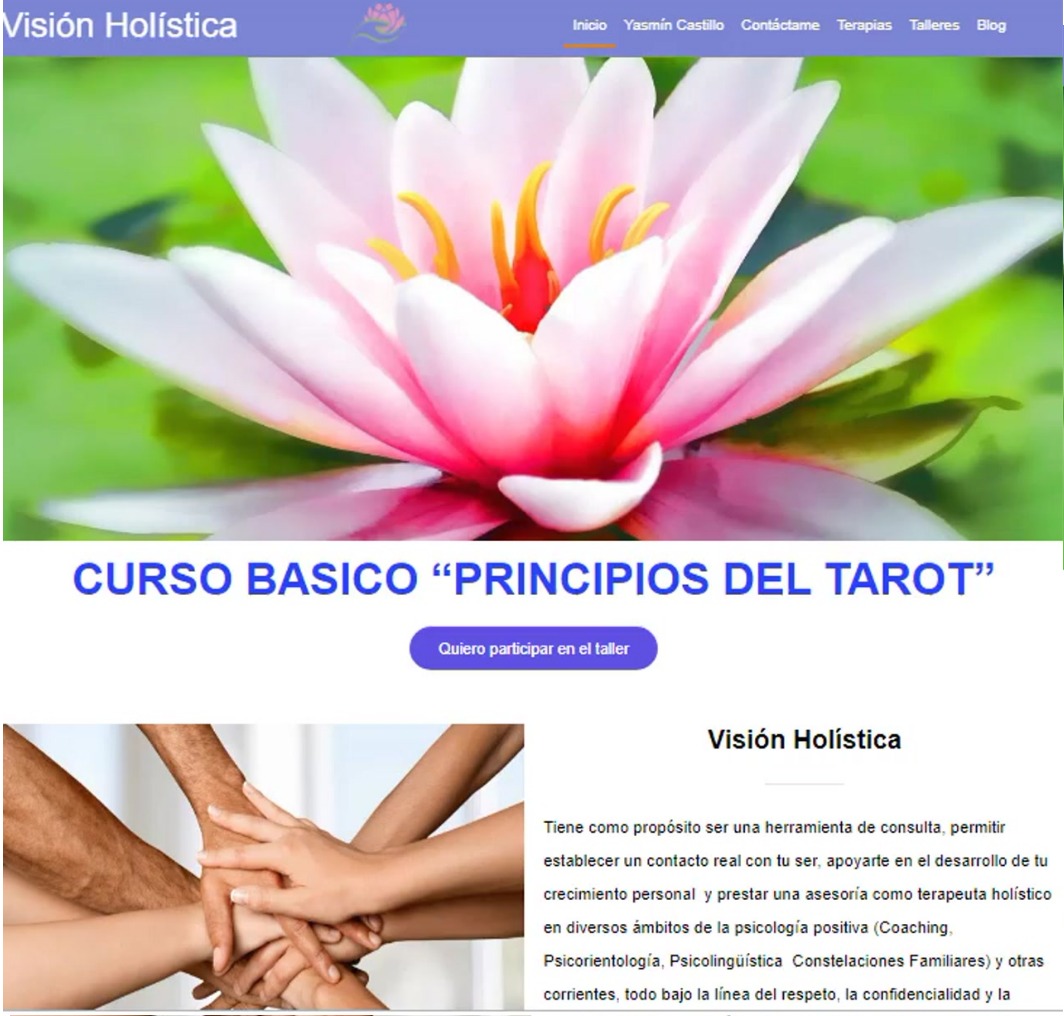 Visión Holística
Inicio Yasmín Castillo Contáctame Terapias Talleres Blog
CURSO BASICO “PRINCIPIOS DEL TAROT”
Quiero participar en el taller
Visión Holística
Tiene como propósito ser una herramienta de consulta, permitir
establecer un contacto real con tu ser, apoyarte en el desarrollo de tu
crecimiento personal y prestar una asesoría como terapeuta holístico
en diversos ámbitos de la psicología positiva (Coaching,
Psicorientología, Psicolingüística Constelaciones Familiares) y otras
corrientes, todo bajo la línea del respeto, la confidencialidad y la